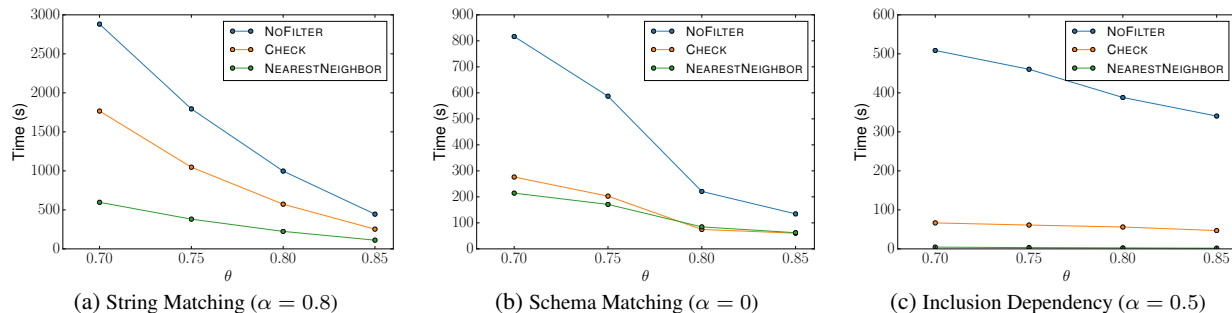 3000
2500
2000
1500
1000
500
0
Time (s)
0.70 0.75 0.80 0.85
θ
NOFILTER
CHECK
NEARESTNEIGHBOR
(a) String Matching (α = 0.8)
900
800
700
600
500
400
300
200
100
0
Time (s)
0.70 0.75 0.80 0.85
θ
NOFILTER
CHECK
NEARESTNEIGHBOR
(b) Schema Matching (α = 0)
600
500
400
300
200
100
0
Time (s)
0.70 0.75 0.80 0.85
θ
NOFILTER
CHECK
NEARESTNEIGHBOR
(c) Inclusion Dependency (α = 0.5)